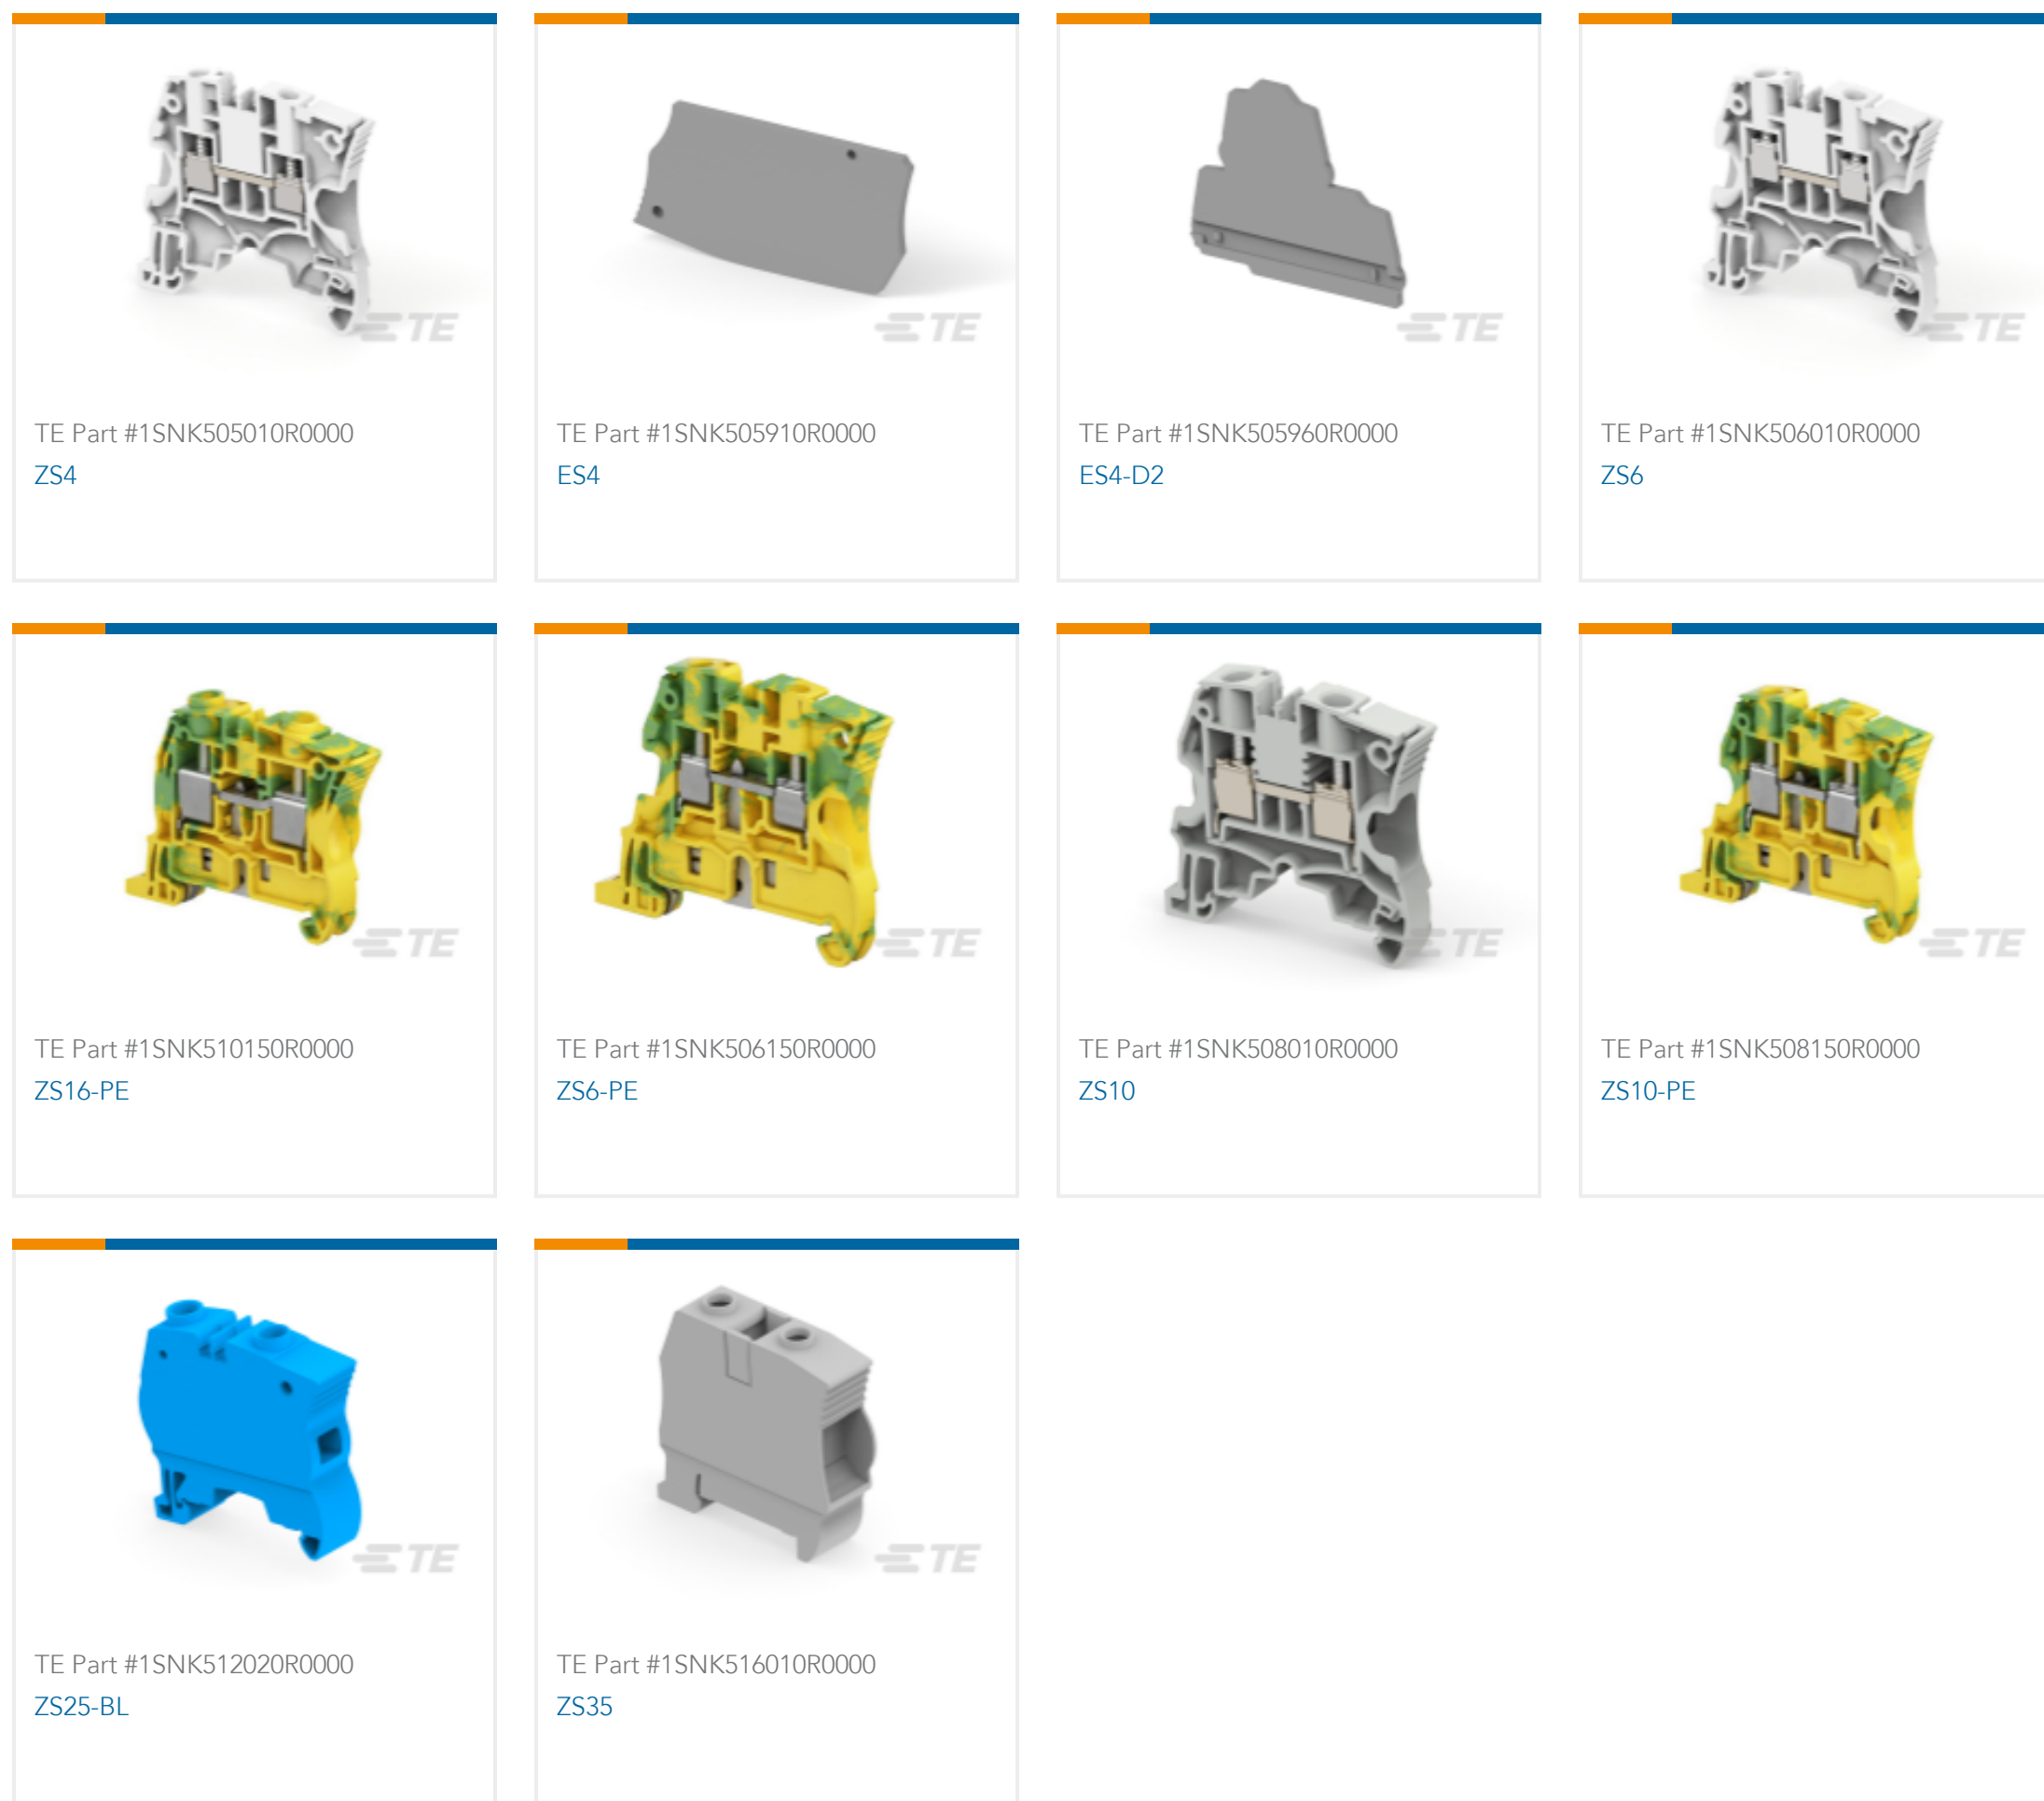 TE
TE
TE
TE
TE Part #1SNK505010R0000
ZS4
TE Part #1SNK505910R0000
ES4
TE Part #1SNK505960R0000
ES4-D2
TE Part #1SNK506010R0000
ZS6
TE
TE
TE
TE
TE Part #1SNK510150R0000
ZS16-PE
TE Part #1SNK506150R0000
ZS6-PE
TE Part #1SNK508010R0000
ZS10
TE Part #1SNK508150R0000
ZS10-PE
TE
TE
TE Part #1SNK512020R0000
ZS25-BL
TE Part #1SNK516010R0000
ZS35